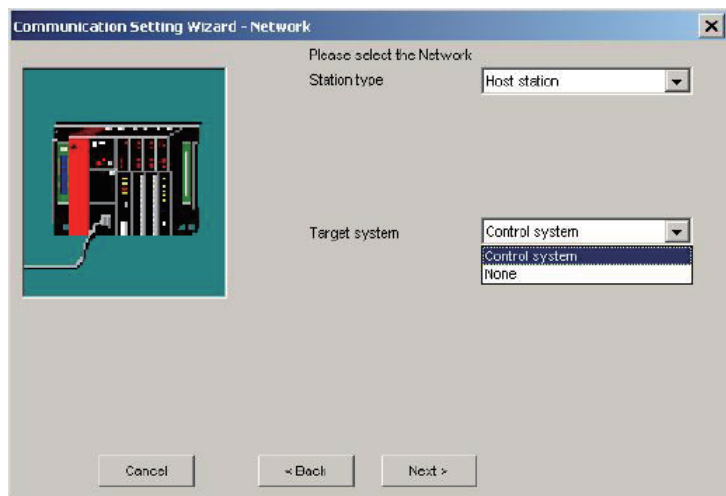 Communication Setting Wizard - Network
Please select the Network
Station type
Host station
Target system
Control system
Control system
None
Cancel
< Back
Next >